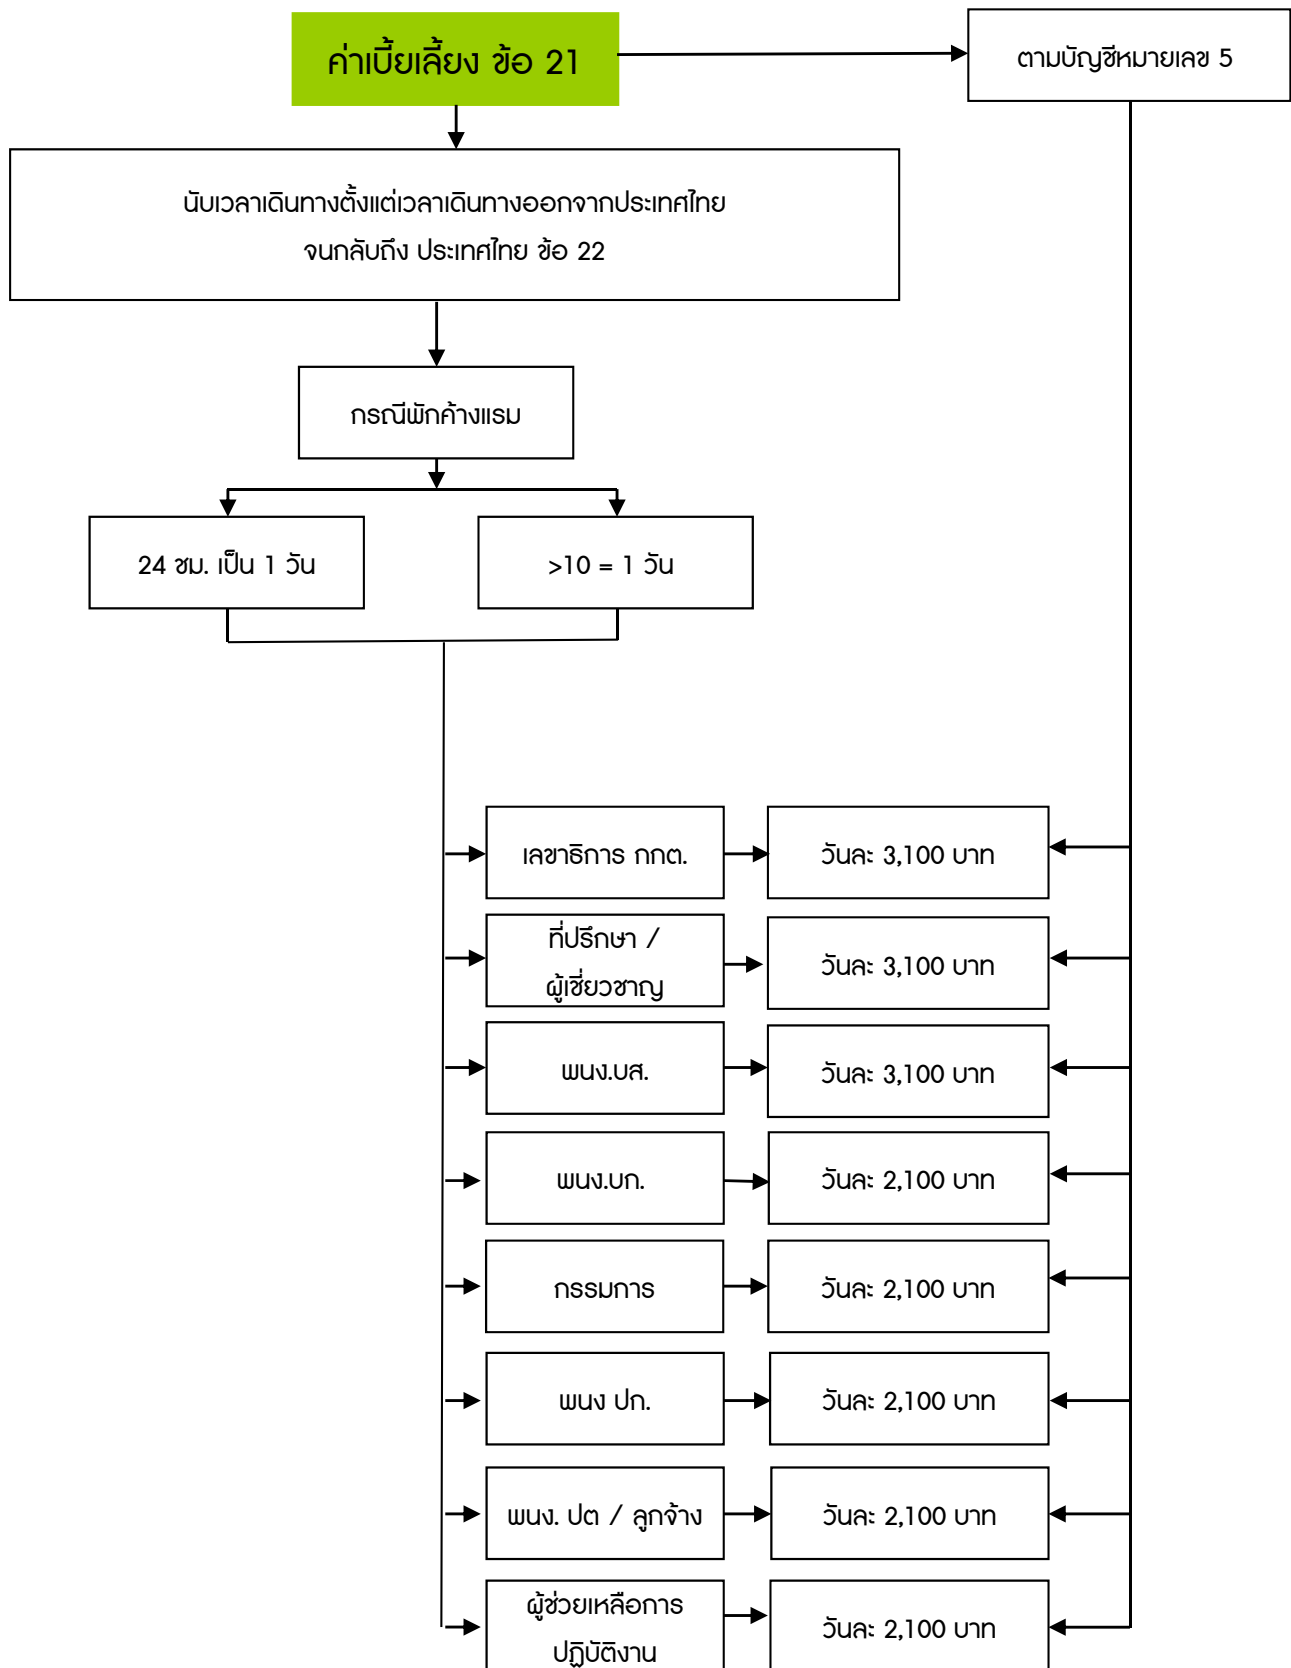 ค่าเบี้ยเลี้ยง ข้อ 21
ตามบัญชีหมายเลข 5
นับเวลาเดินทางตั้งแต่เวลาเดินทางออกจากประเทศไทย
จนกลับถึง ประเทศไทย ข้อ 22
กรณีพักค้างแรม
24 ชม. เป็น 1 วัน
>10 = 1 วัน
เลขาธิการ กกต.
วันละ 3,100 บาท
ที่ปรึกษา /
ผู้เชี่ยวชาญ
วันละ 3,100 บาท
พนง.บส.
วันละ 3,100 บาท
พนง.บก.
วันละ 2,100 บาท
กรรมการ
วันละ 2,100 บาท
พนง ปก.
วันละ 2,100 บาท
พนง. ปต / ลูกจ้าง
วันละ 2,100 บาท
ผู้ช่วยเหลือการ
ปฏิบัติงาน
วันละ 2,100 บาท